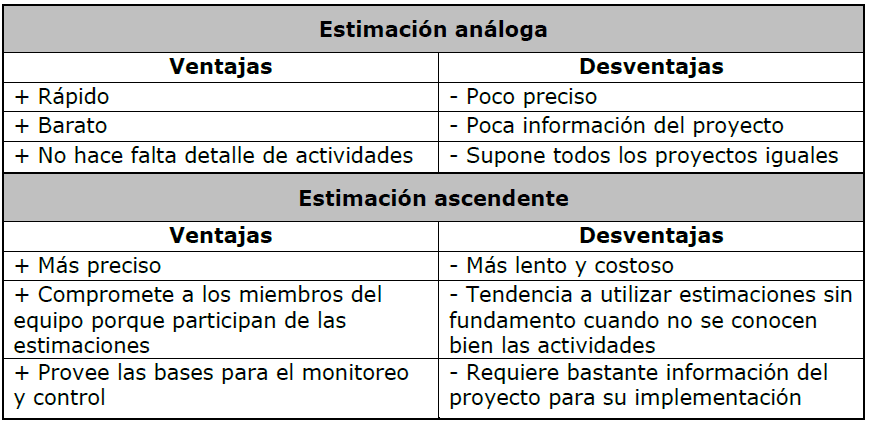 Estimación análoga
Ventajas
Desventajas
+ Rápido
- Poco preciso
+ Barato
- Poca información del proyecto
+ No hace falta detalle de actividades
- Supone todos los proyectos iguales
Estimación ascendente
Ventajas
Desventajas
+ Más preciso
- Más lento y costoso
+ Compromete a los miembros del
equipo porque participan de las
estimaciones
- Tendencia a utilizar estimaciones sin
fundamento cuando no se conocen
bien las actividades
+ Provee las bases para el monitoreo
y control
- Requiere bastante información del
proyecto para su implementación